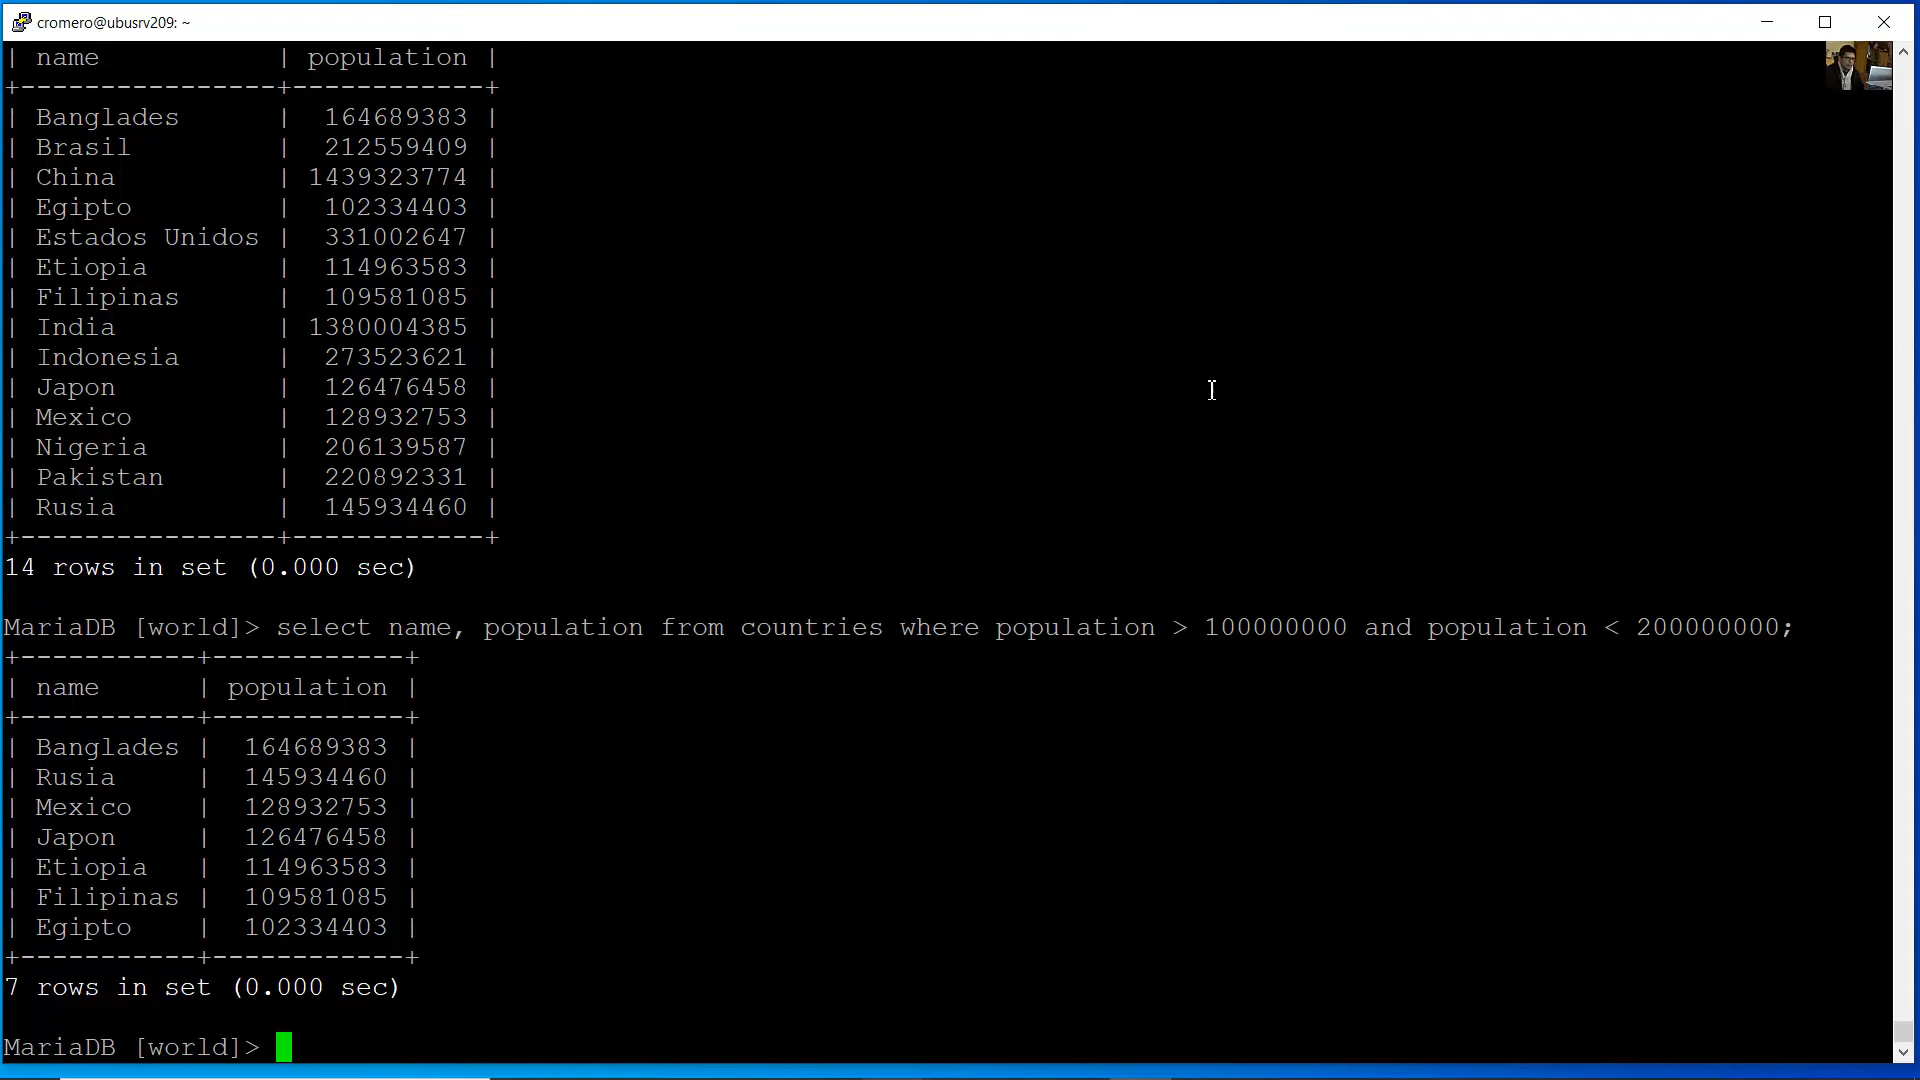 cromero@ubusrv209: ~
| name           | population |
+----------------+------------+
| Banglades      |  164689383 |
| Brasil         |  212559409 |
| China          | 1439323774 |
| Egipto         |  102334403 |
| Estados Unidos |  331002647 |
| Etiopia        |  114963583 |
| Filipinas      |  109581085 |
| India          | 1380004385 |
| Indonesia      |  273523621 |
| Japon          |  126476458 |
| Mexico         |  128932753 |
| Nigeria        |  206139587 |
| Pakistan       |  220892331 |
| Rusia          |  145934460 |
+----------------+------------+
14 rows in set (0.000 sec)
MariaDB [world]> select name, population from countries where population > 100000000 and population < 200000000;
+-----------+------------+
| name      | population |
+-----------+------------+
| Banglades |  164689383 |
| Rusia     |  145934460 |
| Mexico    |  128932753 |
| Japon     |  126476458 |
| Etiopia   |  114963583 |
| Filipinas |  109581085 |
| Egipto    |  102334403 |
+-----------+------------+
7 rows in set (0.000 sec)
MariaDB [world]>